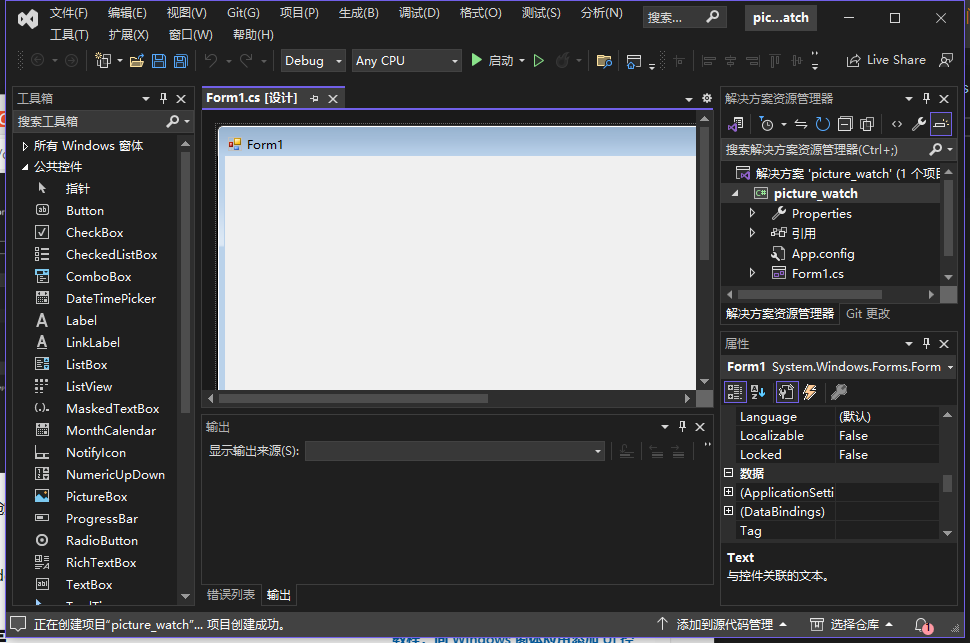 文件(F) 编辑(E) 视图(V) Git(G) 项目(P) 生成(B) 调试(D) 格式(O) 测试(S) 分析(N) 搜索... pic...atch
工具(T) 扩展(X) 窗口(W) 帮助(H)
Debug Any CPU 启动 Live Share
工具箱
搜索工具箱
所有 Windows 窗体
公共控件
指针
Button
CheckBox
CheckedListBox
ComboBox
DateTimePicker
Label
LinkLabel
ListBox
ListView
MaskedTextBox
MonthCalendar
NotifyIcon
NumericUpDown
PictureBox
ProgressBar
RadioButton
RichTextBox
TextBox
Form1.cs [设计]
Form1
输出
显示输出来源(S):
错误列表 输出
解决方案资源管理器
搜索解决方案资源管理器(Ctrl+;)
解决方案 'picture_watch' (1 个项目
picture_watch
Properties
引用
App.config
Form1.cs
解决方案资源管理器 Git 更改
属性
Form1 System.Windows.Forms.Form
Language (默认)
Localizable False
Locked False
数据
(ApplicationSetti
(DataBindings)
Tag
Text
与控件关联的文本。
正在创建项目"picture_watch"... 项目创建成功。 添加到源代码管理 选择仓库 1